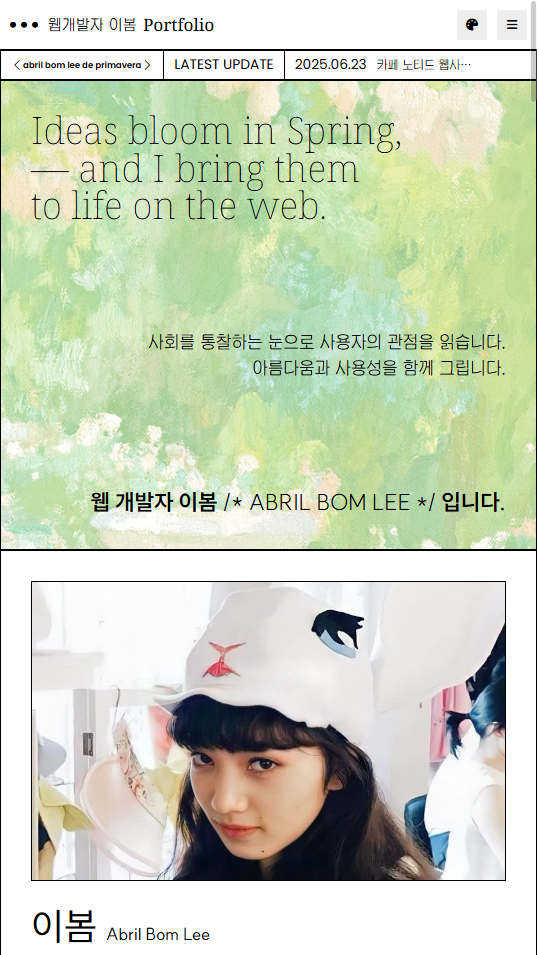 웹개발자 이봄 Portfolio
< abril bom lee de primavera >
LATEST UPDATE
2025.06.23 카페 노티드 웹사…
Ideas bloom in Spring,
— and I bring them
to life on the web.
사회를 통찰하는 눈으로 사용자의 관점을 읽습니다.
아름다움과 사용성을 함께 그립니다.
웹 개발자 이봄 /* ABRIL BOM LEE */ 입니다.
이봄 Abril Bom Lee